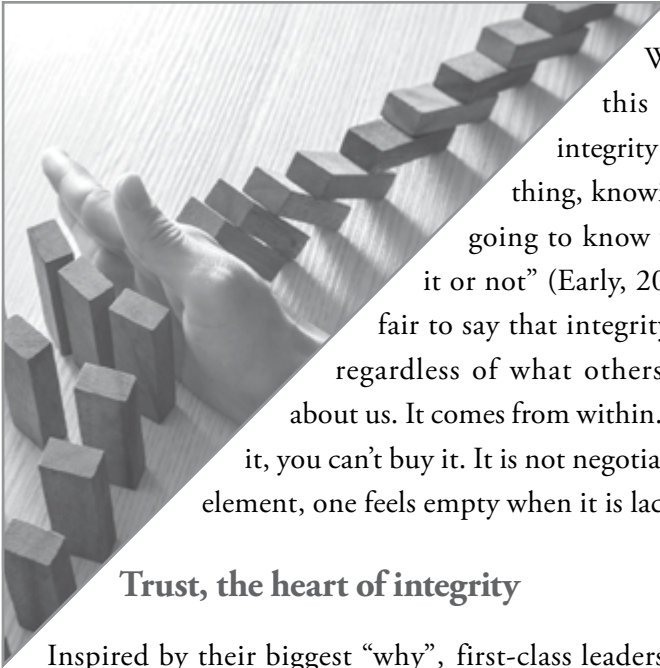 W
this
integrity
thing, know
going to know
it or not” (Early, 20
fair to say that integrity
regardless of what others
about us. It comes from within.
it, you can’t buy it. It is not negotia
element, one feels empty when it is lac
Trust, the heart of integrity
Inspired by their biggest “why”, first-class leaders